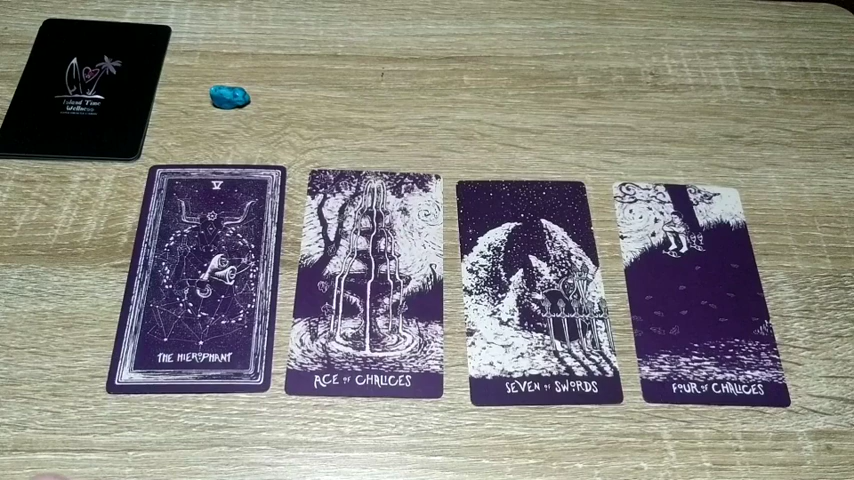 Island Time
Wellness
V
THE HIEROPHANT
ACE OF CHALICES
SEVEN OF SWORDS
FOUR OF CHALICES